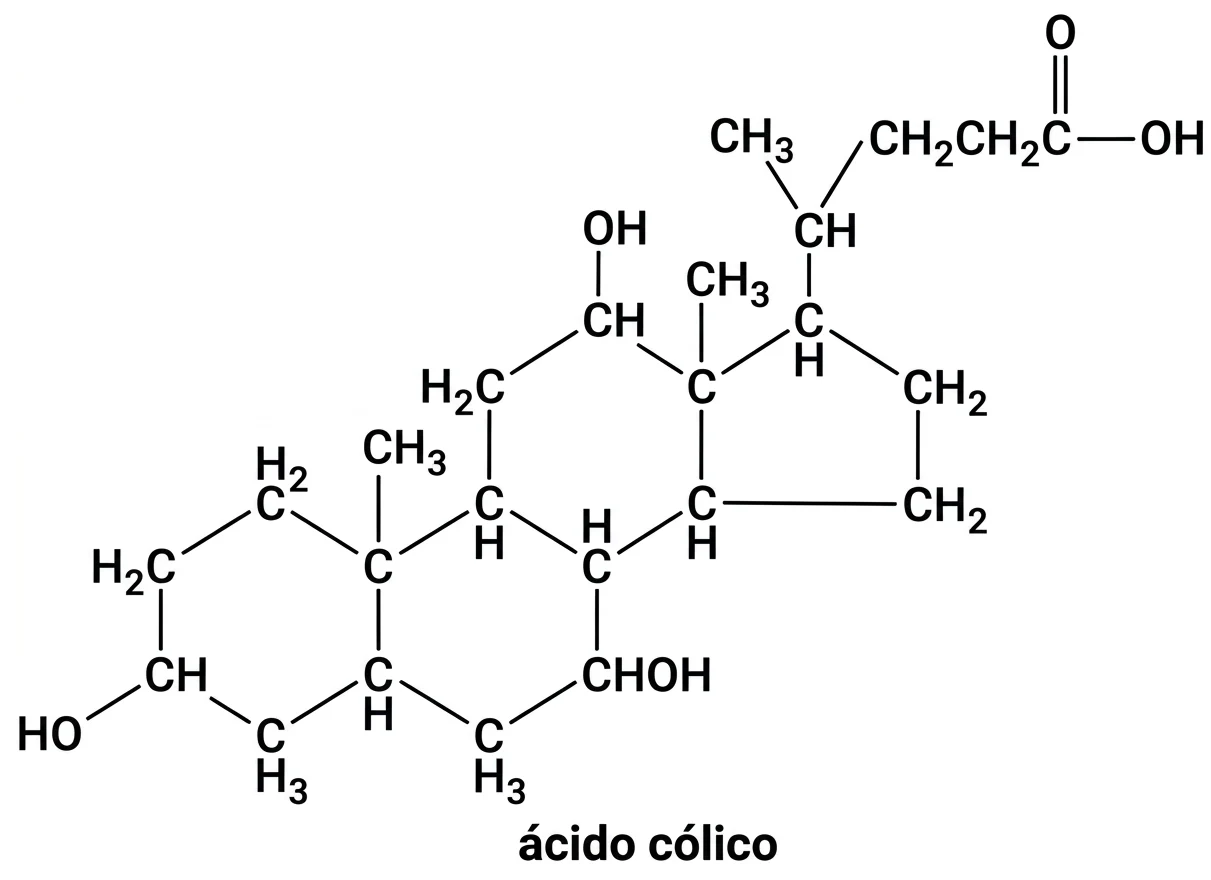 O
CH3 CH2CH2C OH
OH CH
CH3
CH C
H
H2C C CH2
H2 CH3
C C H C CH2
H H
H2C C C
CH C CHOH
H
HO C C
H3 H3
ácido cólico